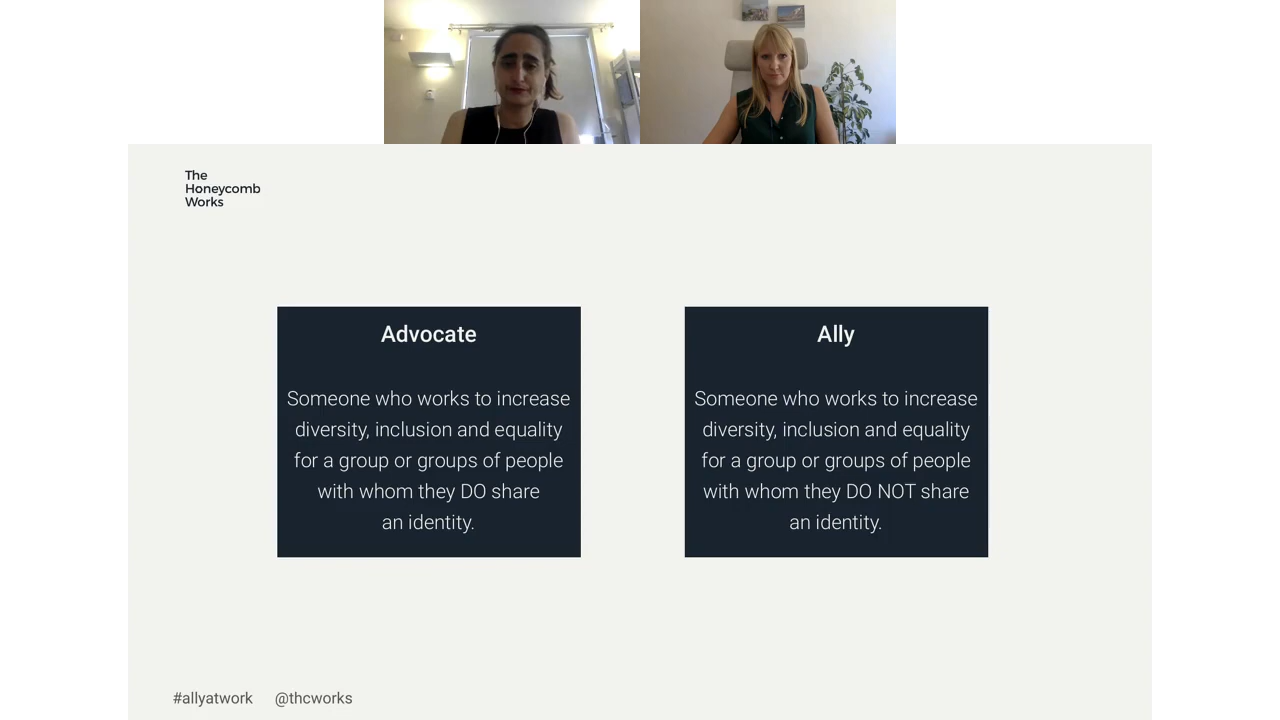 The
Honeycomb
Works
Advocate
Someone who works to increase
diversity, inclusion and equality
for a group or groups of people
with whom they DO share
an identity.
Ally
Someone who works to increase
diversity, inclusion and equality
for a group or groups of people
with whom they DO NOT share
an identity.
#allyatwork @thcworks